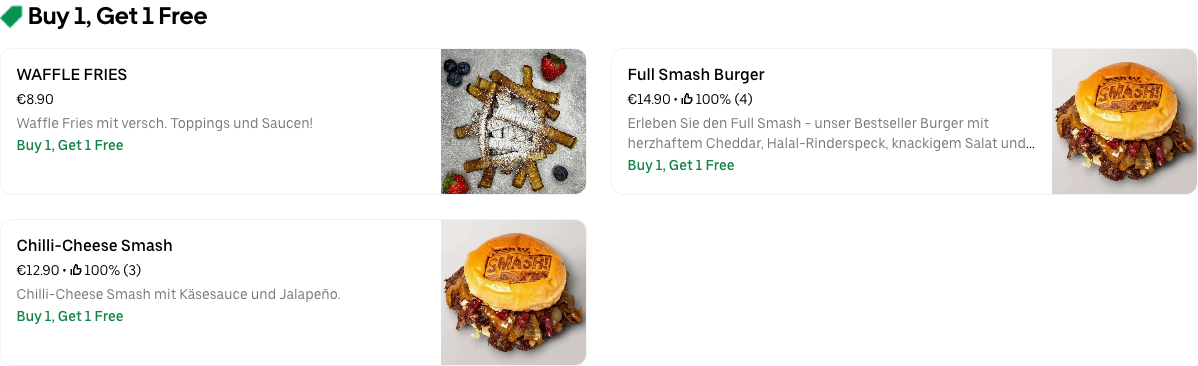 Buy 1, Get 1 Free
WAFFLE FRIES
€8.90
Waffle Fries mit versch. Toppings und Saucen!
Buy 1, Get 1 Free
Full Smash Burger
€14.90 • 100% (4)
Erleben Sie den Full Smash - unser Bestseller Burger mit
herzhaftem Cheddar, Halal-Rinderspeck, knackigem Salat und...
Buy 1, Get 1 Free
SMASH!
Chilli-Cheese Smash
€12.90 • 100% (3)
Chilli-Cheese Smash mit Käsesauce und Jalapeño.
Buy 1, Get 1 Free
SMASH!